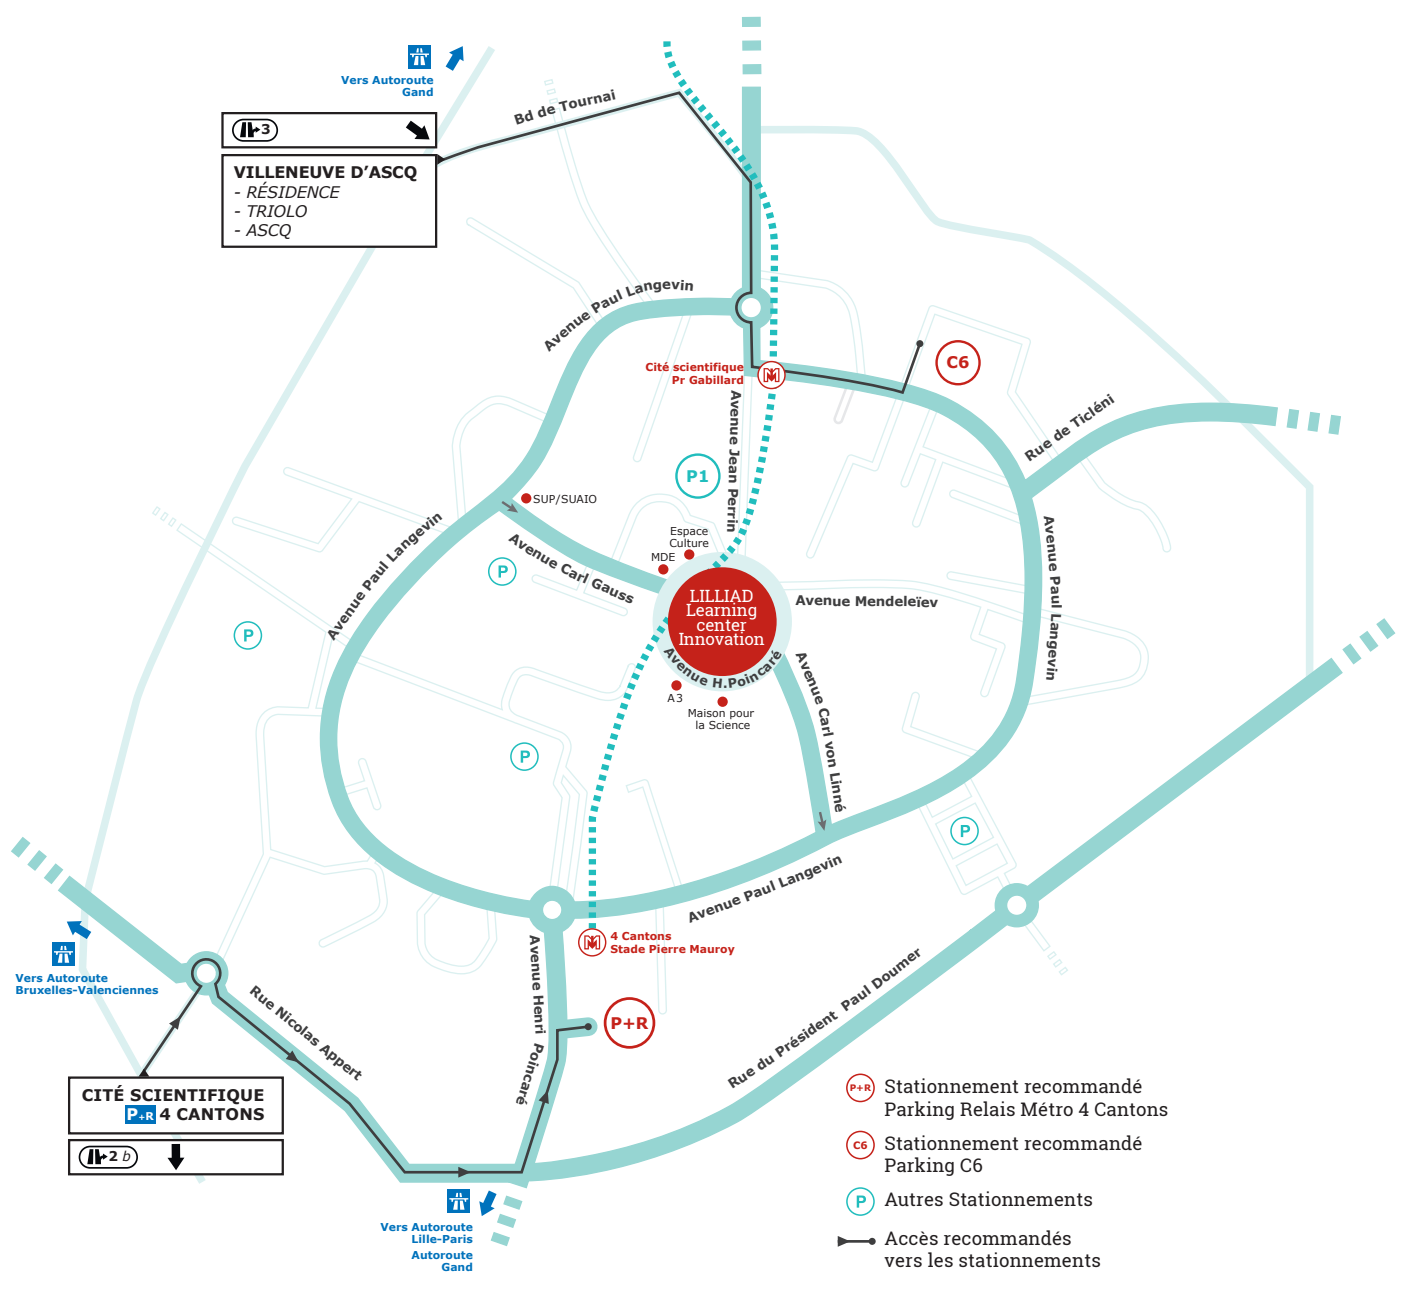 Vers Autoroute
Gand
3
VILLENEUVE D’ASCQ
- RÉSIDENCE
- TRIOLO
- ASCQ
Bd de Tournai
Avenue Paul Langevin
Cité scientifique
Pr Gabillard
C6
Rue de Ticléni
Avenue Jean Perrin
P1
SUP/SUAIO
Avenue Paul Langevin
Avenue Carl Gauss
Espace
Culture
MDE
P
P
LILLIAD
Learning
center
Innovation
Avenue H.Poincaré
Avenue Mendeleïev
Avenue Paul Langevin
A3
Maison pour
la Science
Avenue Carl von Linné
P
P
Avenue Paul Langevin
4 Cantons
Stade Pierre Mauroy
Vers Autoroute
Bruxelles-Valenciennes
Rue Nicolas Appert
Avenue Henri Poincaré
P+R
Rue du Président Paul Doumer
CITÉ SCIENTIFIQUE
P+R 4 CANTONS
2 b
Vers Autoroute
Lille-Paris
Autoroute
Gand
P+R Stationnement recommandé
Parking Relais Métro 4 Cantons
C6 Stationnement recommandé
Parking C6
P Autres Stationnements
Accès recommandés
vers les stationnements